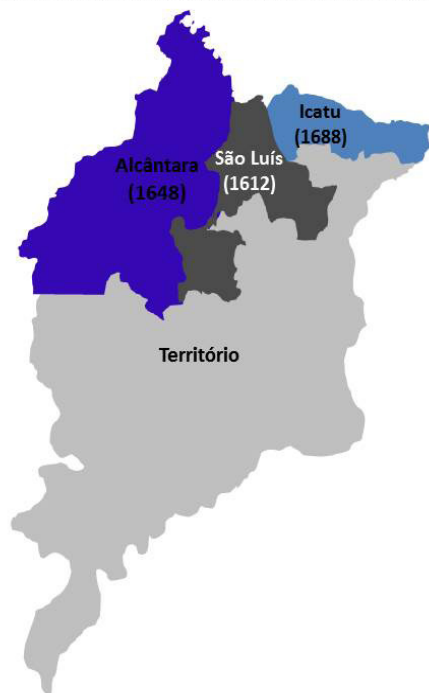 Icatu
(1688)
São Luís
(1612)
Alcântara
(1648)
Território